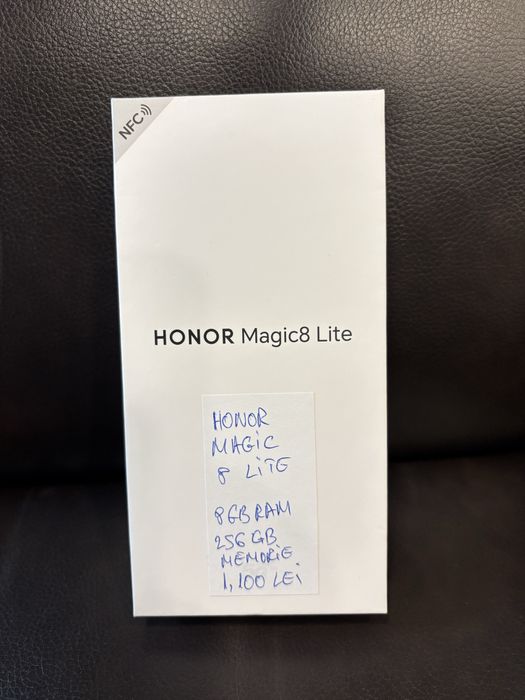 NFC
HONOR Magic8 Lite
HONOR
MAGIC
8 LITE
8GB RAM
256 GB
MEMORIE
1,100 LEI